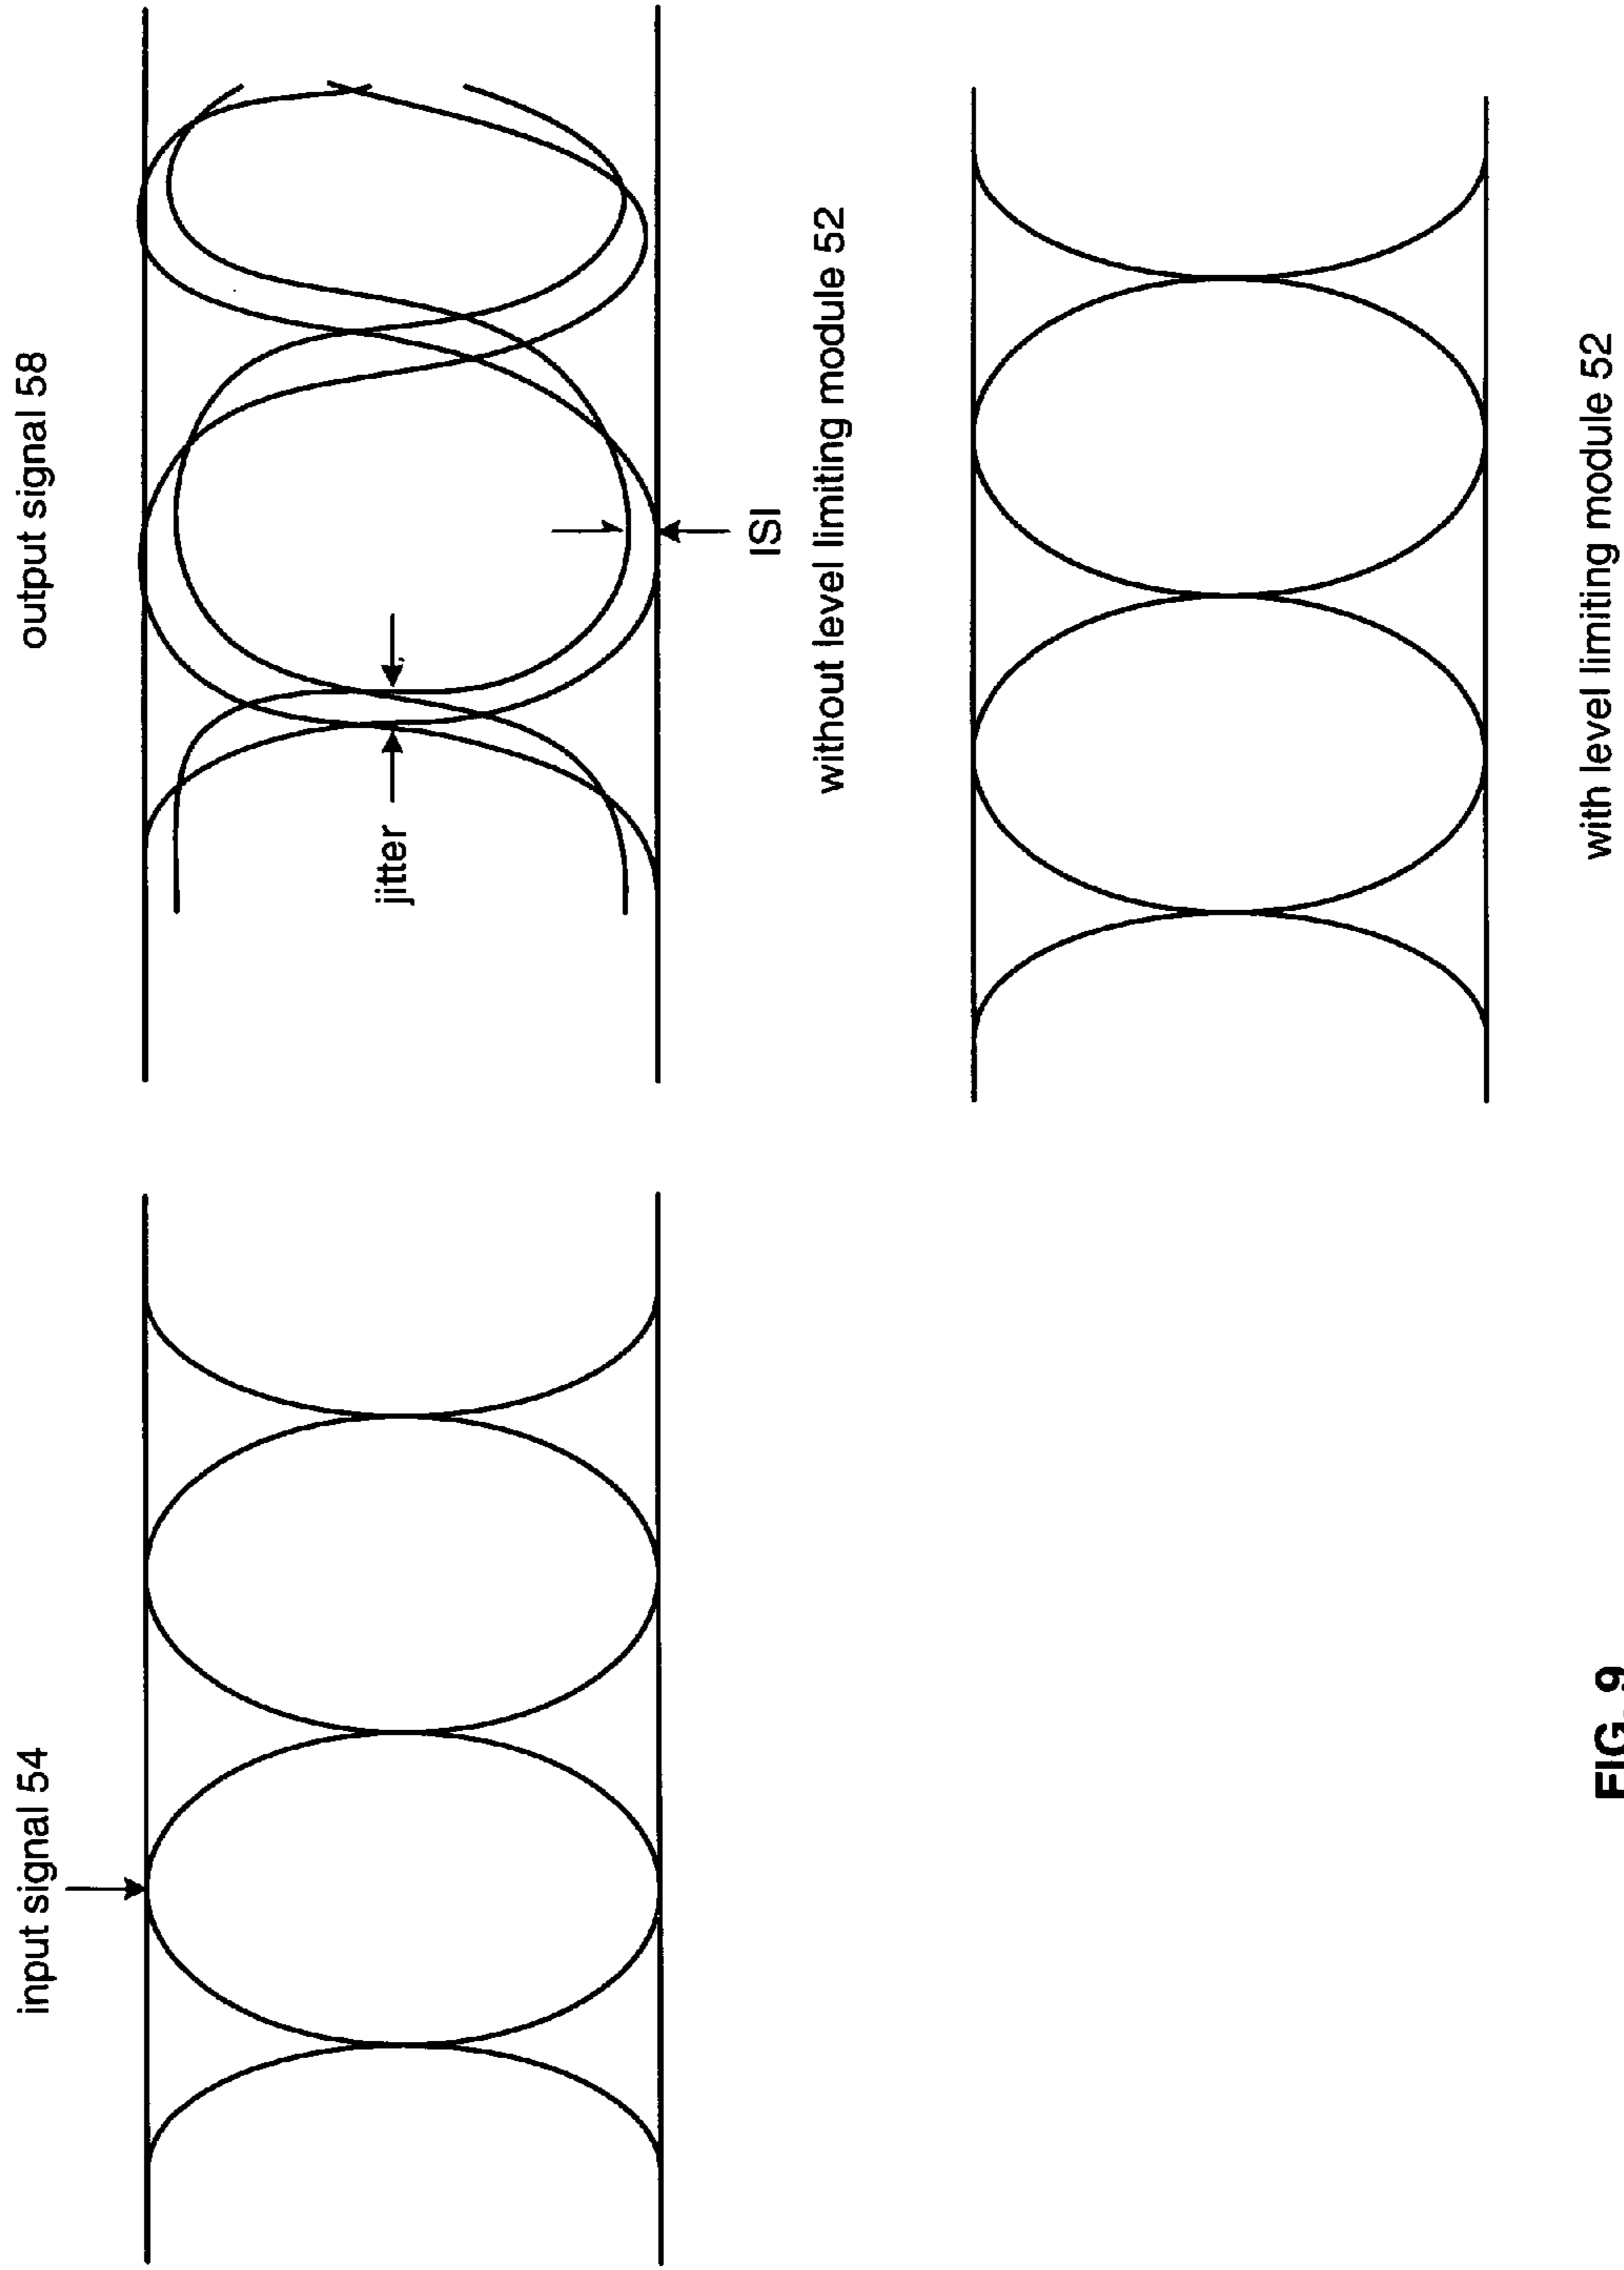 input signal 54
output signal 58
jitter
ISI
without level limiting module 52
with level limiting module 52
FIG. 9